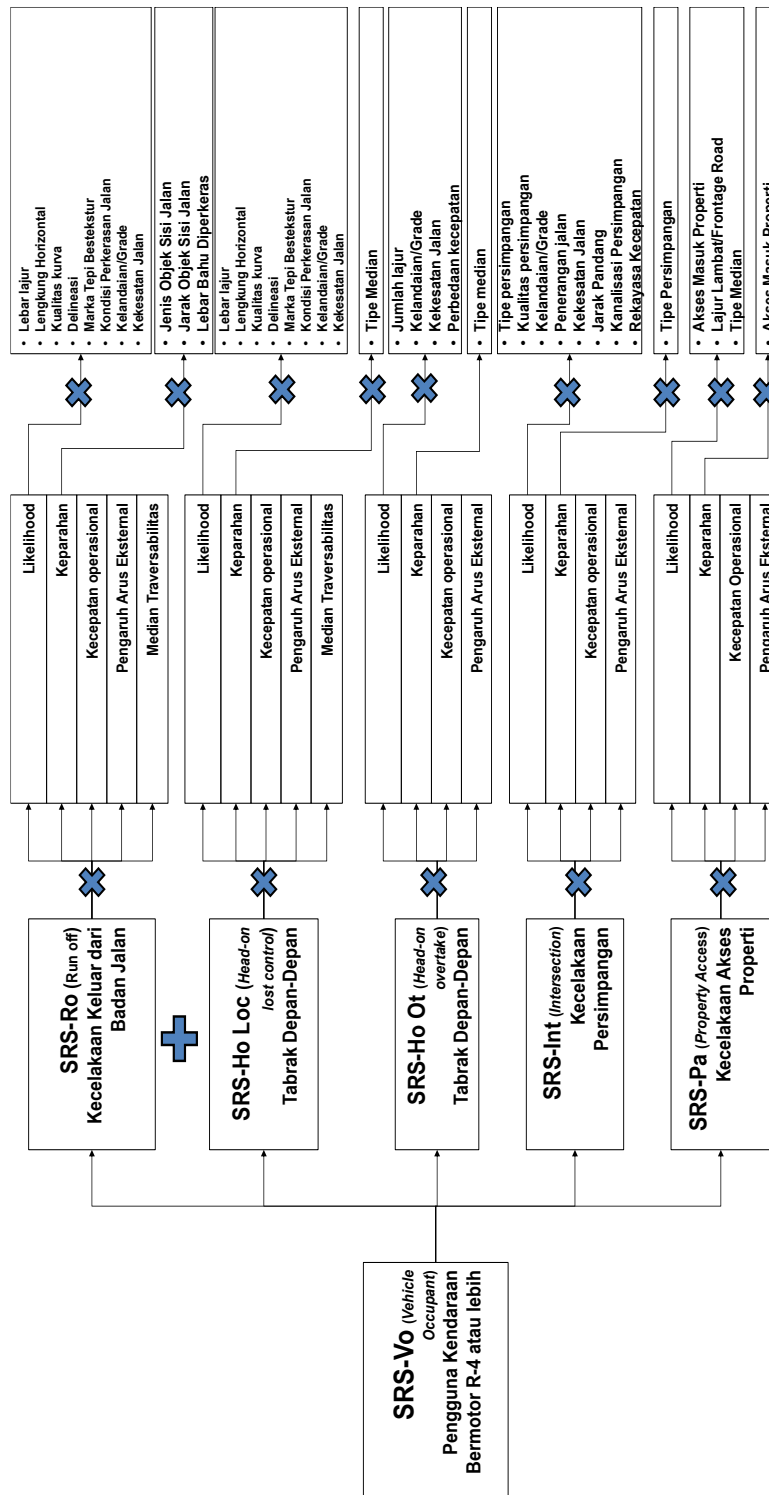 SRS-Vo (Vehicle
Occupant)
Pengguna Kendaraan
Bermotor R-4 atau lebih
SRS-Ro (Run off)
Kecelakaan Keluar dari
Badan Jalan
SRS-Ho Loc (Head-on
lost control)
Tabrak Depan-Depan
SRS-Ho Ot (Head-on
overtake)
Tabrak Depan-Depan
SRS-Int (Intersection)
Kecelakaan
Persimpangan
SRS-Pa (Property Access)
Kecelakaan Akses
Properti
Likelihood
Keparahan
Kecepatan operasional
Pengaruh Arus Eksternal
Median Traversabilitas
Likelihood
Keparahan
Kecepatan operasional
Pengaruh Arus Eksternal
Median Traversabilitas
Likelihood
Keparahan
Kecepatan operasional
Pengaruh Arus Eksternal
Likelihood
Keparahan
Kecepatan operasional
Pengaruh Arus Eksternal
Likelihood
Keparahan
Kecepatan Operasional
Pengaruh Arus Eksternal
• Lebar lajur
• Lengkung Horizontal
• Kualitas kurva
• Delineasi
• Marka Tepi Bestekstur
• Kondisi Perkerasan Jalan
• Kelandaian/Grade
• Kekesatan Jalan
• Jenis Objek Sisi Jalan
• Jarak Objek Sisi Jalan
• Lebar Bahu Diperkeras
• Lebar lajur
• Lengkung Horizontal
• Kualitas kurva
• Delineasi
• Marka Tepi Bestekstur
• Kondisi Perkerasan Jalan
• Kelandaian/Grade
• Kekesatan Jalan
• Tipe Median
• Jumlah lajur
• Kelandaian/Grade
• Kekesatan Jalan
• Perbedaan kecepatan
• Tipe median
• Tipe persimpangan
• Kualitas persimpangan
• Kelandaian/Grade
• Penerangan jalan
• Kekesatan Jalan
• Jarak Pandang
• Kanalisasi Persimpangan
• Rekayasa Kecepatan
• Tipe Persimpangan
• Akses Masuk Properti
• Lajur Lambat/Frontage Road
• Tipe Median
• Akses Masuk Properti